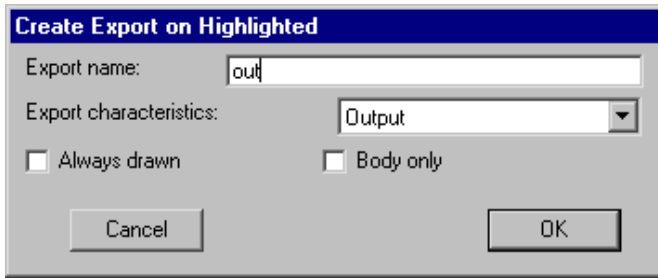 Create Export on Highlighted
Export name: out
Export characteristics: Output
Always drawn Body only
Cancel OK